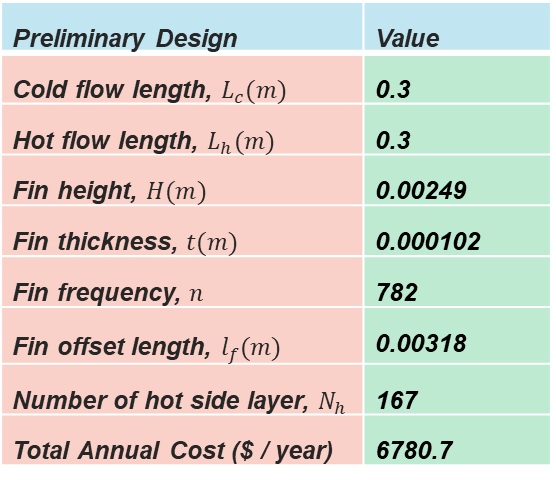 Preliminary Design Value
Cold flow length, L_c(m) 0.3
Hot flow length, L_h(m) 0.3
Fin height, H(m) 0.00249
Fin thickness, t(m) 0.000102
Fin frequency, n 782
Fin offset length, l_f(m) 0.00318
Number of hot side layer, N_h 167
Total Annual Cost ($ / year) 6780.7